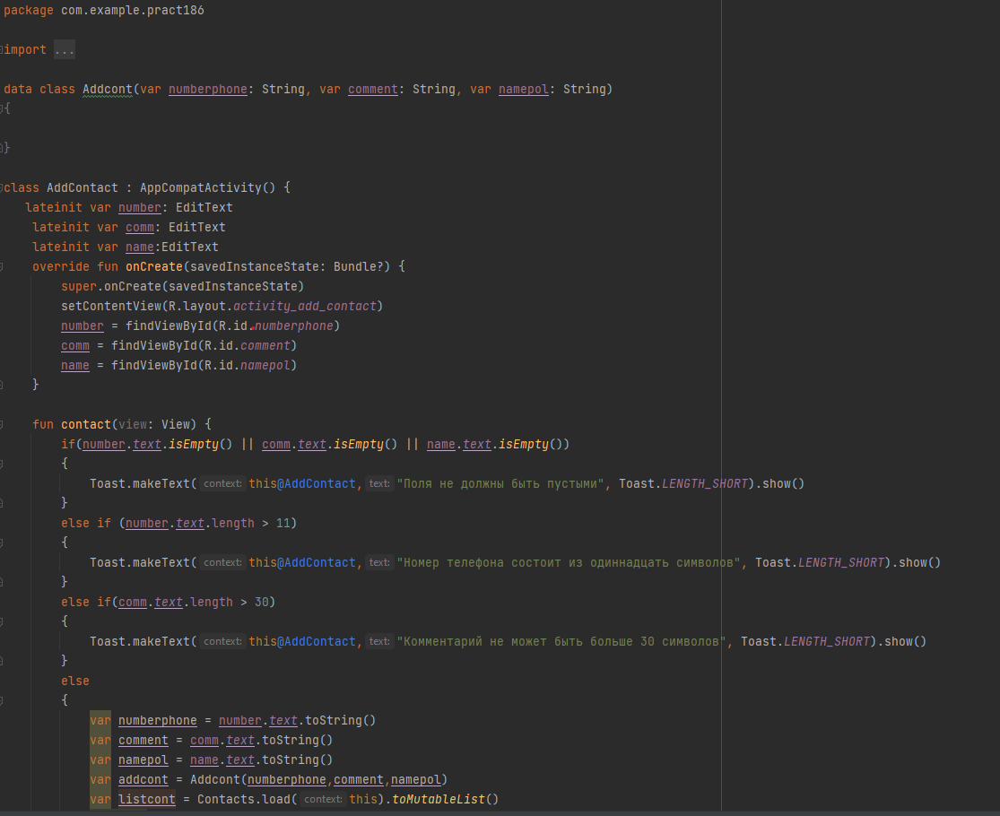 package com.example.pract186
import ...
data class Addcont(var numberphone: String, var comment: String, var namepol: String)
{
}
class AddContact : AppCompatActivity() {
lateinit var number: EditText
lateinit var comm: EditText
lateinit var name:EditText
override fun onCreate(savedInstanceState: Bundle?) {
super.onCreate(savedInstanceState)
setContentView(R.layout.activity_add_contact)
number = findViewById(R.id.numberphone)
comm = findViewById(R.id.comment)
name = findViewById(R.id.namepol)
}
fun contact(view: View) {
if(number.text.isEmpty() || comm.text.isEmpty() || name.text.isEmpty())
{
Toast.makeText( context: this@AddContact, text: "Поля не должны быть пустыми", Toast.LENGTH_SHORT).show()
}
else if (number.text.length > 11)
{
Toast.makeText( context: this@AddContact, text: "Номер телефона состоит из одиннадцать символов", Toast.LENGTH_SHORT).show()
}
else if(comm.text.length > 30)
{
Toast.makeText( context: this@AddContact, text: "Комментарий не может быть больше 30 символов", Toast.LENGTH_SHORT).show()
}
else
{
var numberphone = number.text.toString()
var comment = comm.text.toString()
var namepol = name.text.toString()
var addcont = Addcont(numberphone,comment,namepol)
var listcont = Contacts.load( context: this).toMutableList()